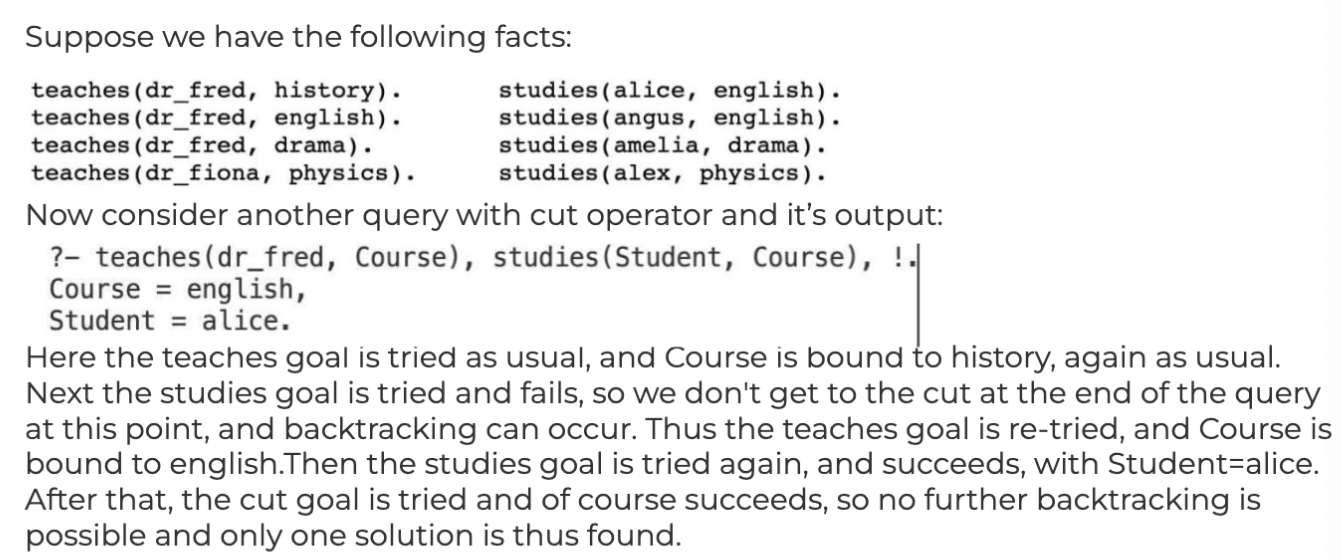 Suppose we have the following facts:
teaches(dr_fred, history). studies(alice, english).
teaches(dr_fred, english). studies(angus, english).
teaches(dr_fred, drama). studies(amelia, drama).
teaches(dr_fiona, physics). studies(alex, physics).
Now consider another query with cut operator and it's output:
?- teaches(dr_fred, Course), studies(Student, Course), !.
Course = english,
Student = alice.
Here the teaches goal is tried as usual, and Course is bound to history, again as usual.
Next the studies goal is tried and fails, so we don't get to the cut at the end of the query
at this point, and backtracking can occur. Thus the teaches goal is re-tried, and Course is
bound to english.Then the studies goal is tried again, and succeeds, with Student=alice.
After that, the cut goal is tried and of course succeeds, so no further backtracking is
possible and only one solution is thus found.